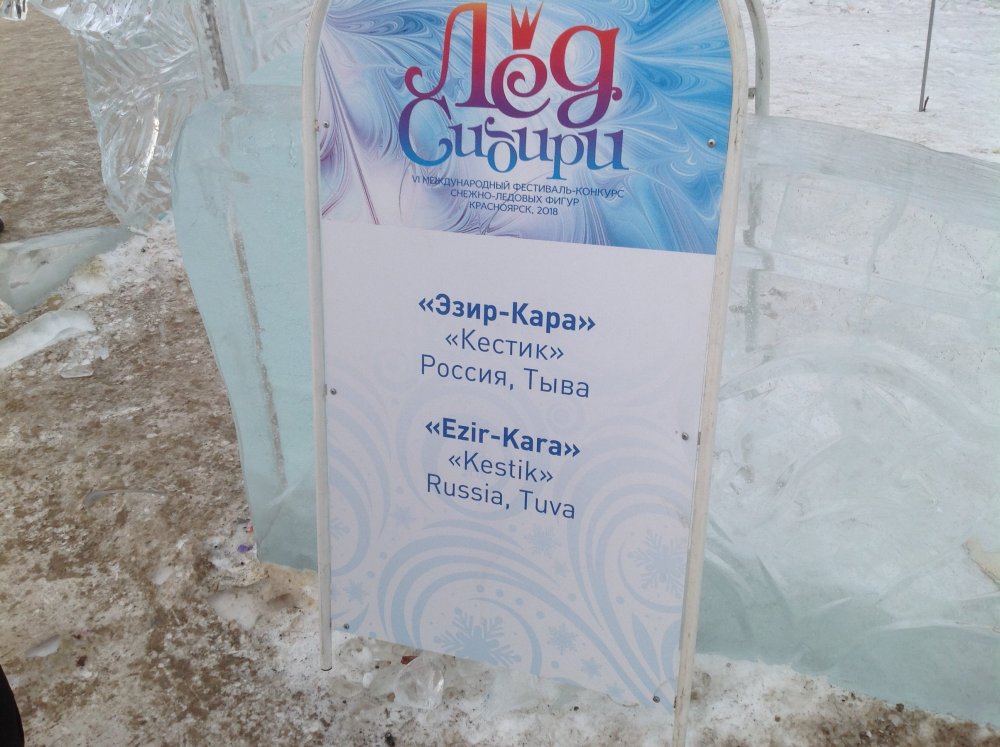 Лёд
Сибири
VI МЕЖДУНАРОДНЫЙ ФЕСТИВАЛЬ-КОНКУРС
СНЕЖНО-ЛЕДОВЫХ ФИГУР
КРАСНОЯРСК, 2018
«Эзир-Кара»
«Кестик»
Россия, Тыва
«Ezir-Kara»
«Kestik»
Russia, Tuva